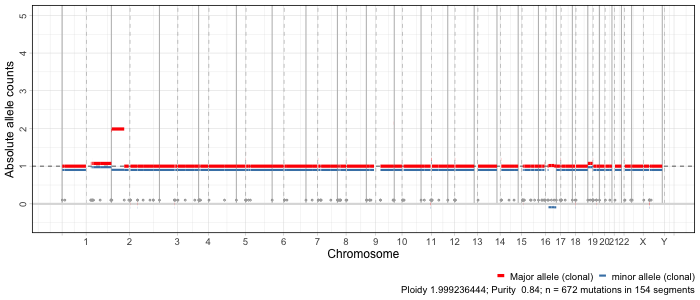 Absolute allele counts
5
4
3
2
1
0
1 2 3 4 5 6 7 8 9 10 11 12 13 14 15 16 17 18 19 20 21 22 X Y
Chromosome
Major allele (clonal) minor allele (clonal)
Ploidy 1.999236444; Purity 0.84; n = 672 mutations in 154 segments